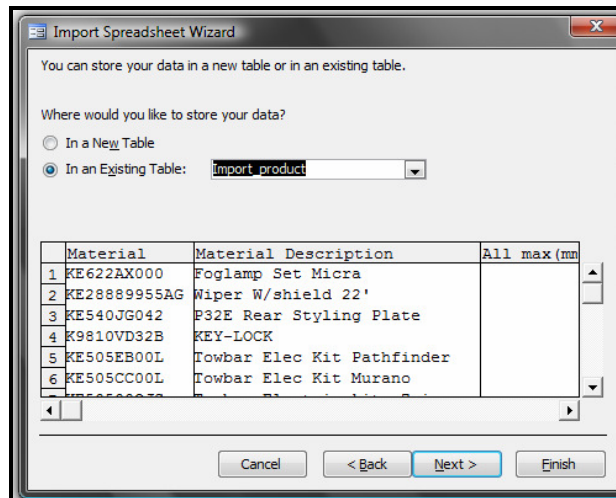 Import Spreadsheet Wizard
You can store your data in a new table or in an existing table.
Where would you like to store your data?
In a New Table
In an Existing Table: Import_product
Material Material Description All max(mm
1 KE622AX000 Foglamp Set Micra
2 KE28889955AG Wiper W/shield 22'
3 KE540JG042 P32E Rear Styling Plate
4 K9810VD32B KEY-LOCK
5 KE505EB00L Towbar Elec Kit Pathfinder
6 KE505CC00L Towbar Elec Kit Murano
Cancel < Back Next > Finish